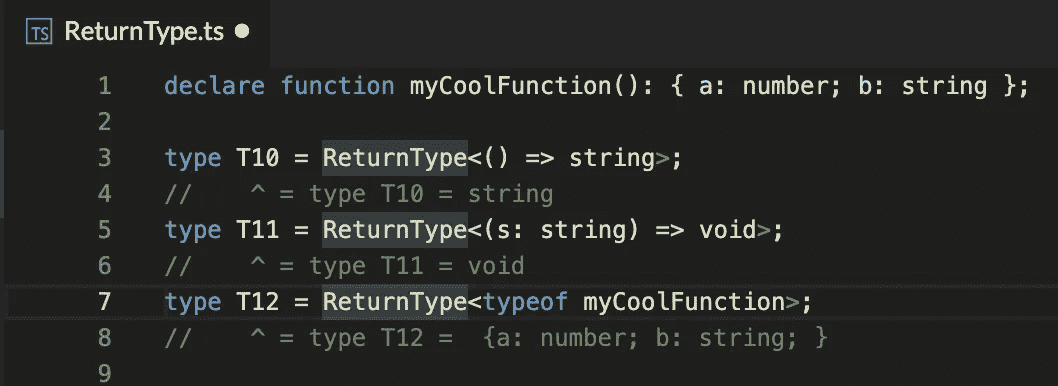 TS ReturnType.ts ●
1 declare function myCoolFunction(): { a: number; b: string };
2
3 type T10 = ReturnType<() => string>;
4 //    ^ = type T10 = string
5 type T11 = ReturnType<(s: string) => void>;
6 //    ^ = type T11 = void
7 type T12 = ReturnType<typeof myCoolFunction>;
8 //    ^ = type T12 =  {a: number; b: string; }
9